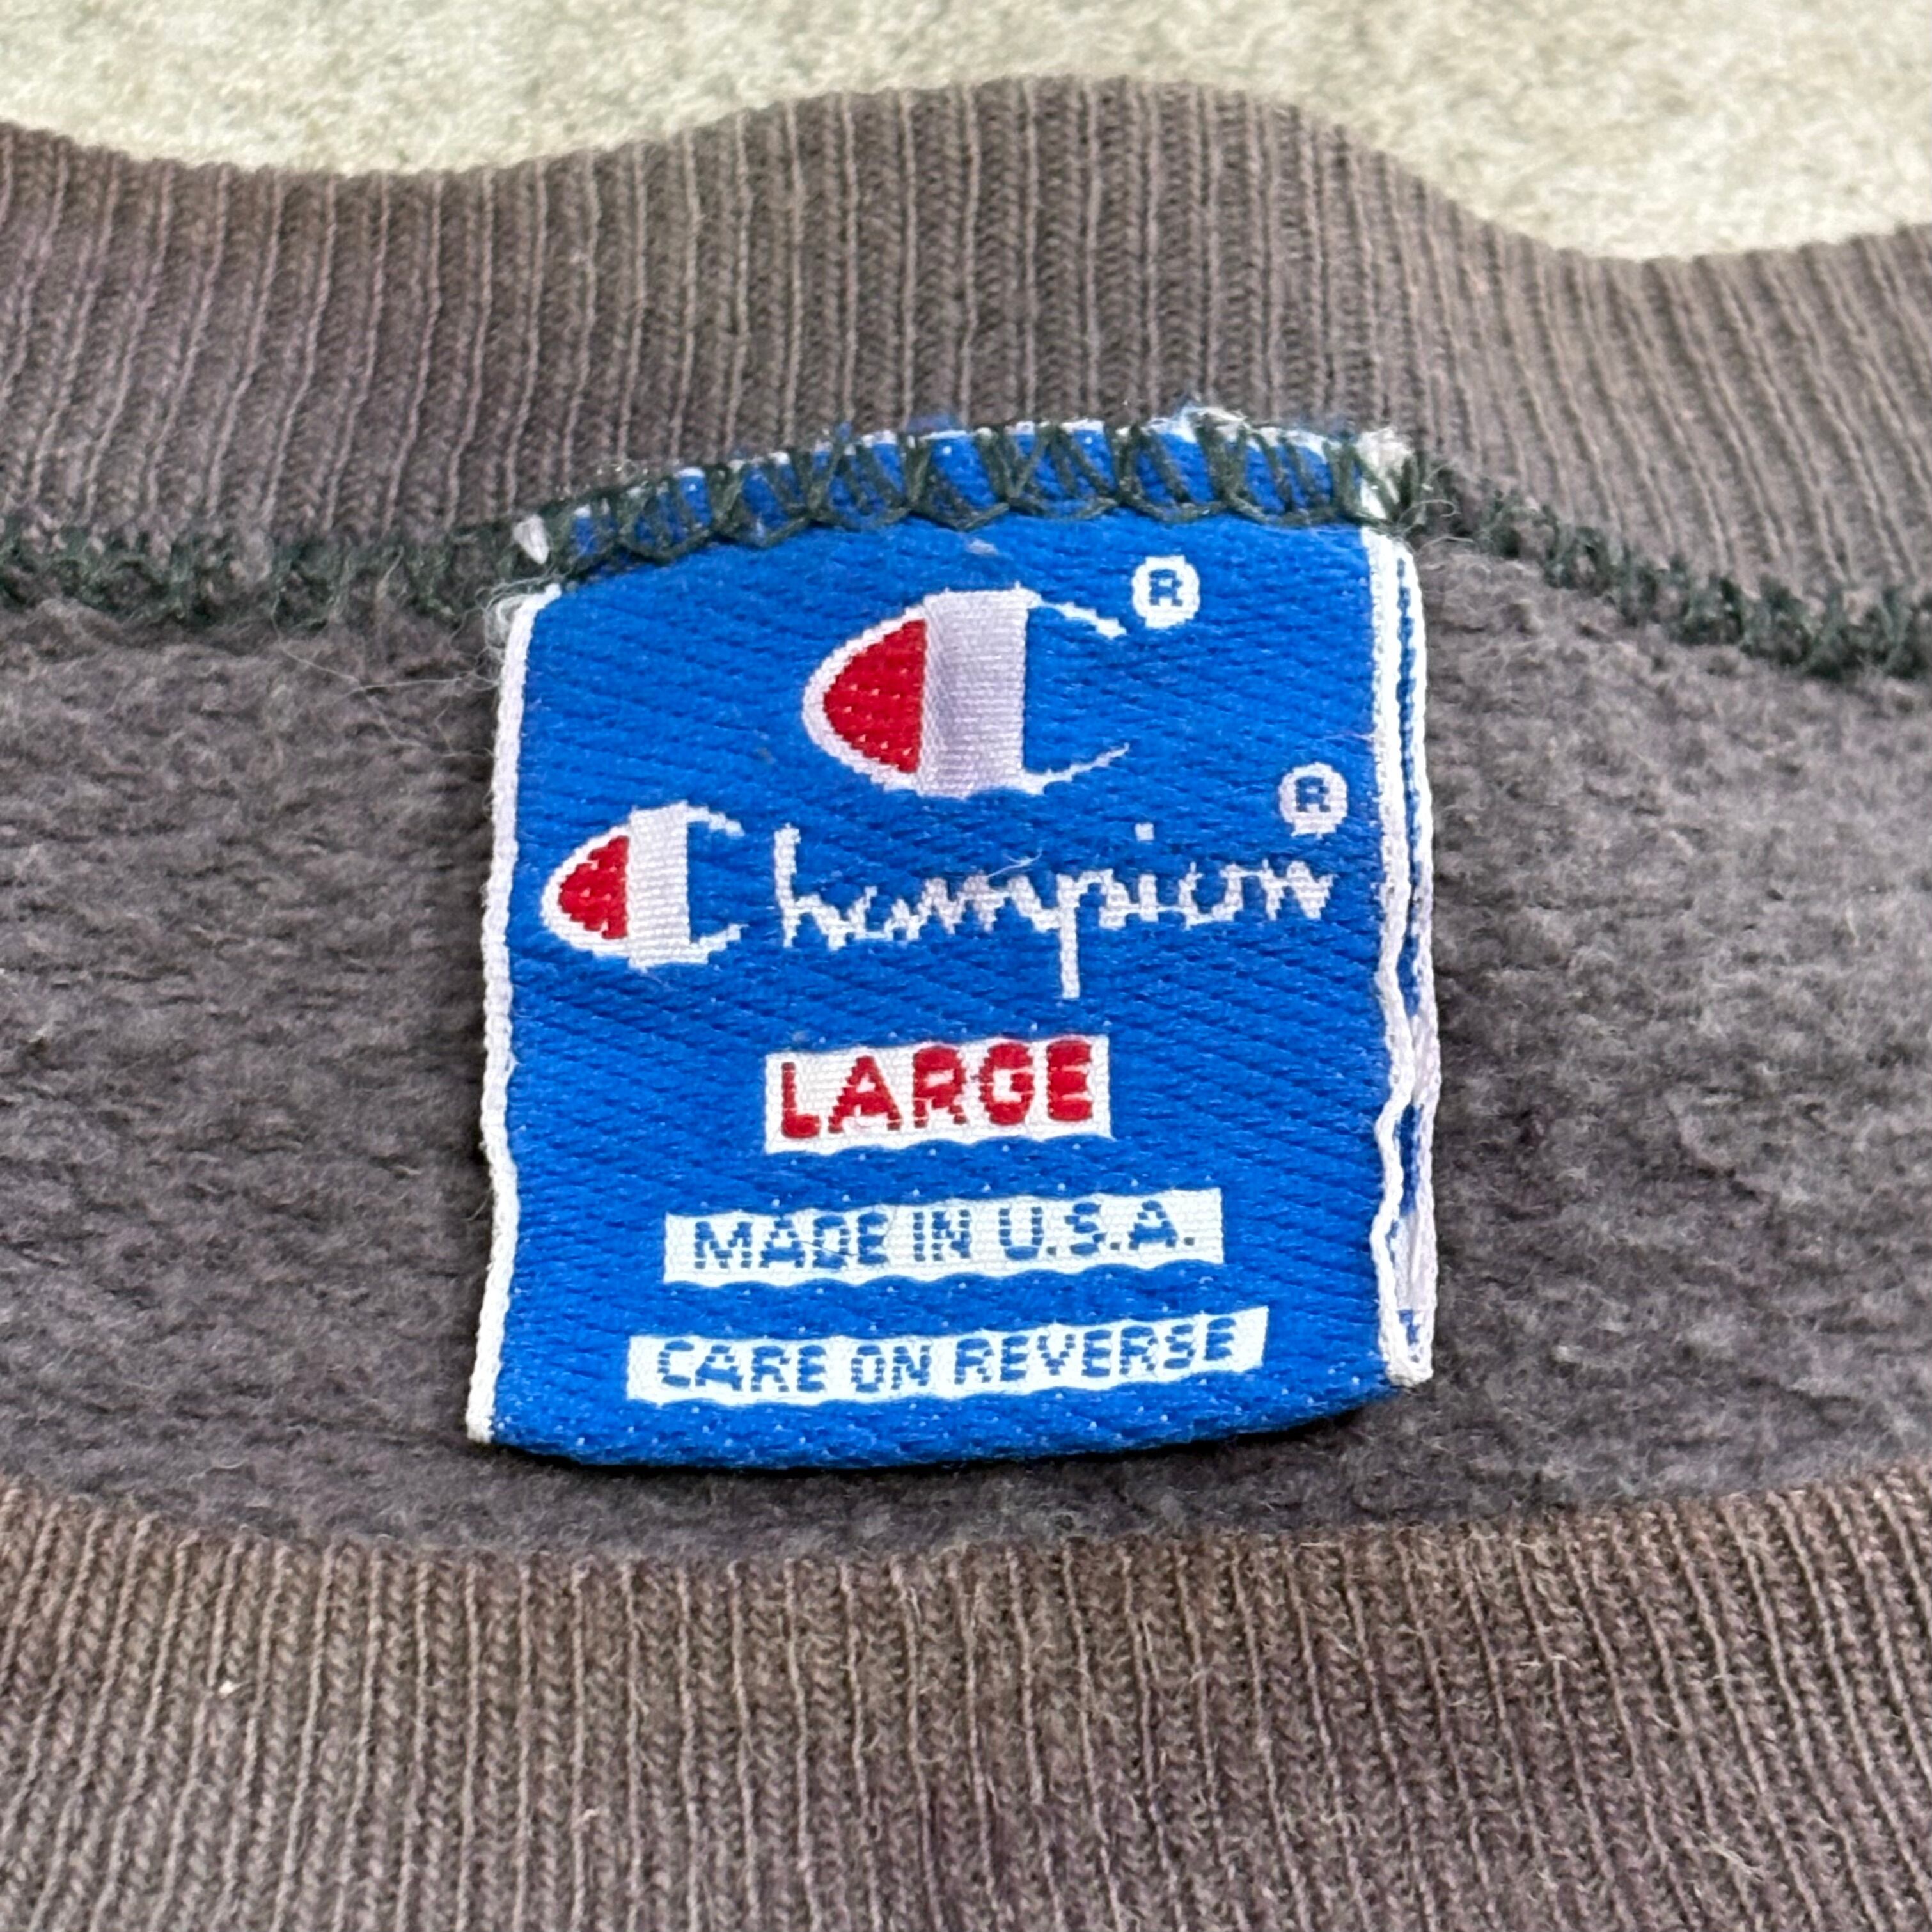 ®
Champion®
LARGE
MADE IN U.S.A.
CARE ON REVERSE